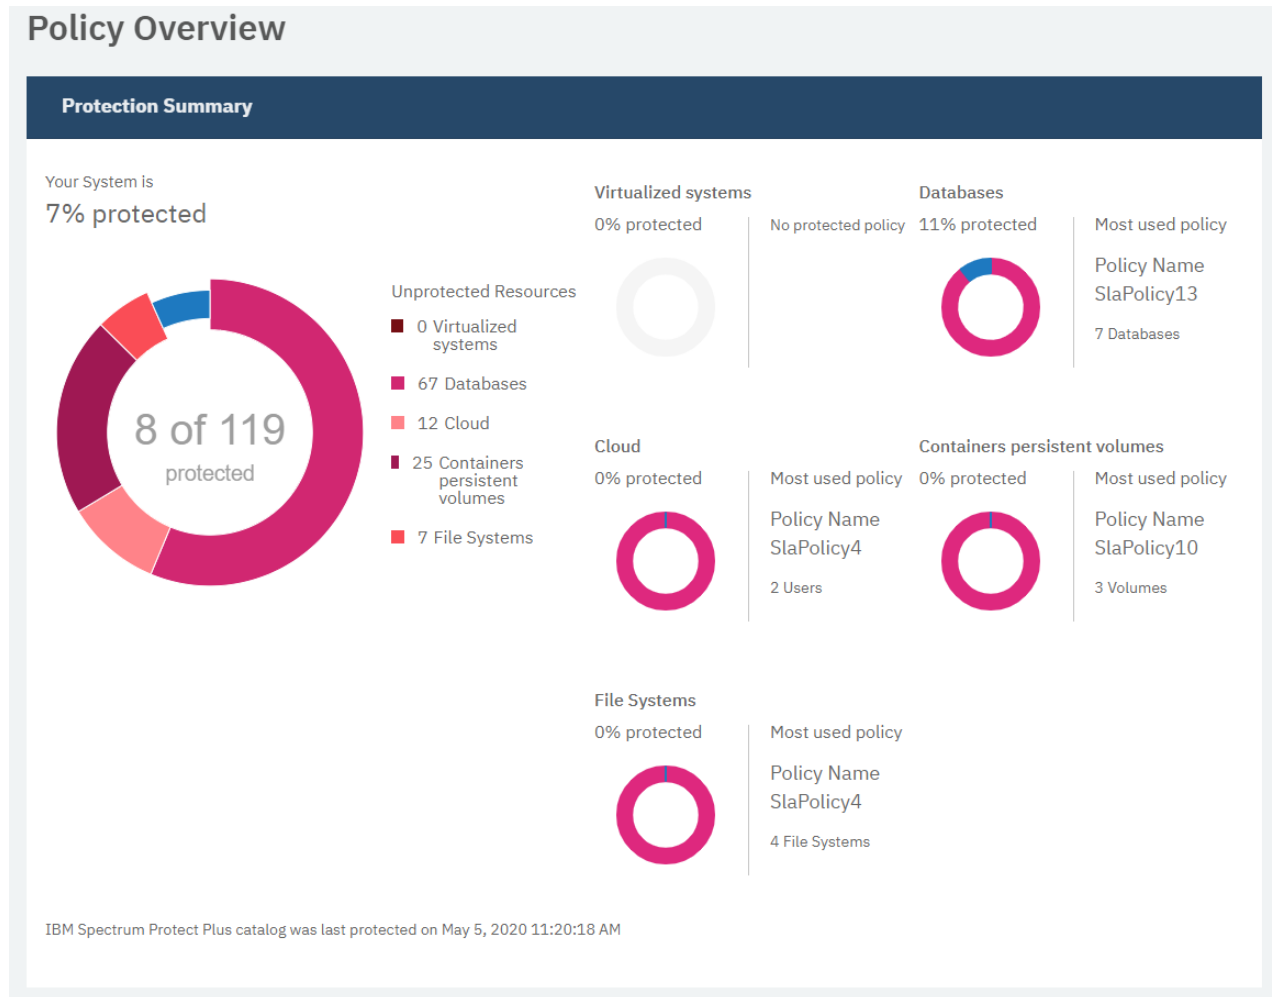 Policy Overview
Protection Summary
Your System is
7% protected
8 of 119
protected
Unprotected Resources
0 Virtualized
systems
67 Databases
12 Cloud
25 Containers
persistent
volumes
7 File Systems
Virtualized systems
0% protected
No protected policy
Databases
11% protected
Most used policy
Policy Name
SlaPolicy13
7 Databases
Cloud
0% protected
Most used policy
Policy Name
SlaPolicy4
2 Users
Containers persistent volumes
0% protected
Most used policy
Policy Name
SlaPolicy10
3 Volumes
File Systems
0% protected
Most used policy
Policy Name
SlaPolicy4
4 File Systems
IBM Spectrum Protect Plus catalog was last protected on May 5, 2020 11:20:18 AM